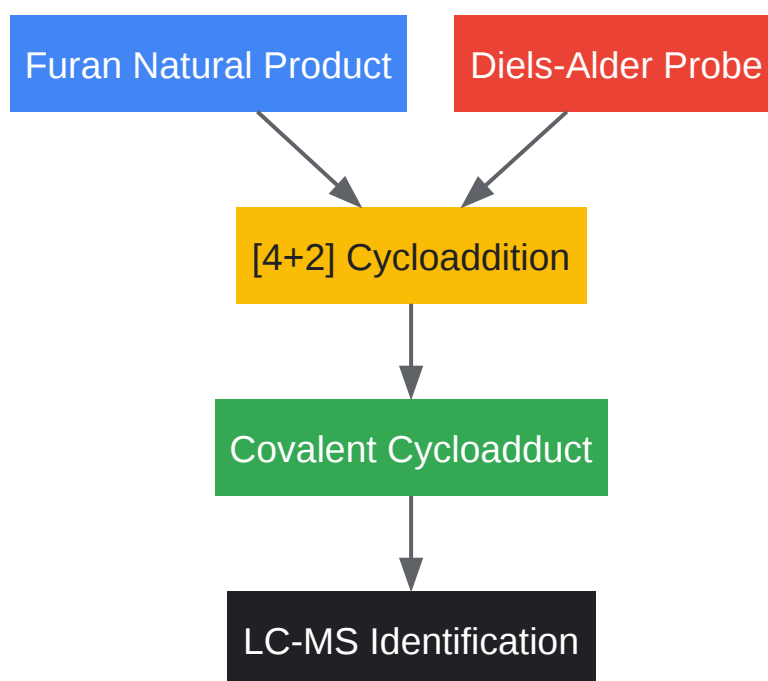 Furan Natural Product
Diels-Alder Probe
[4+2] Cycloaddition
Covalent Cycloadduct
LC-MS Identification